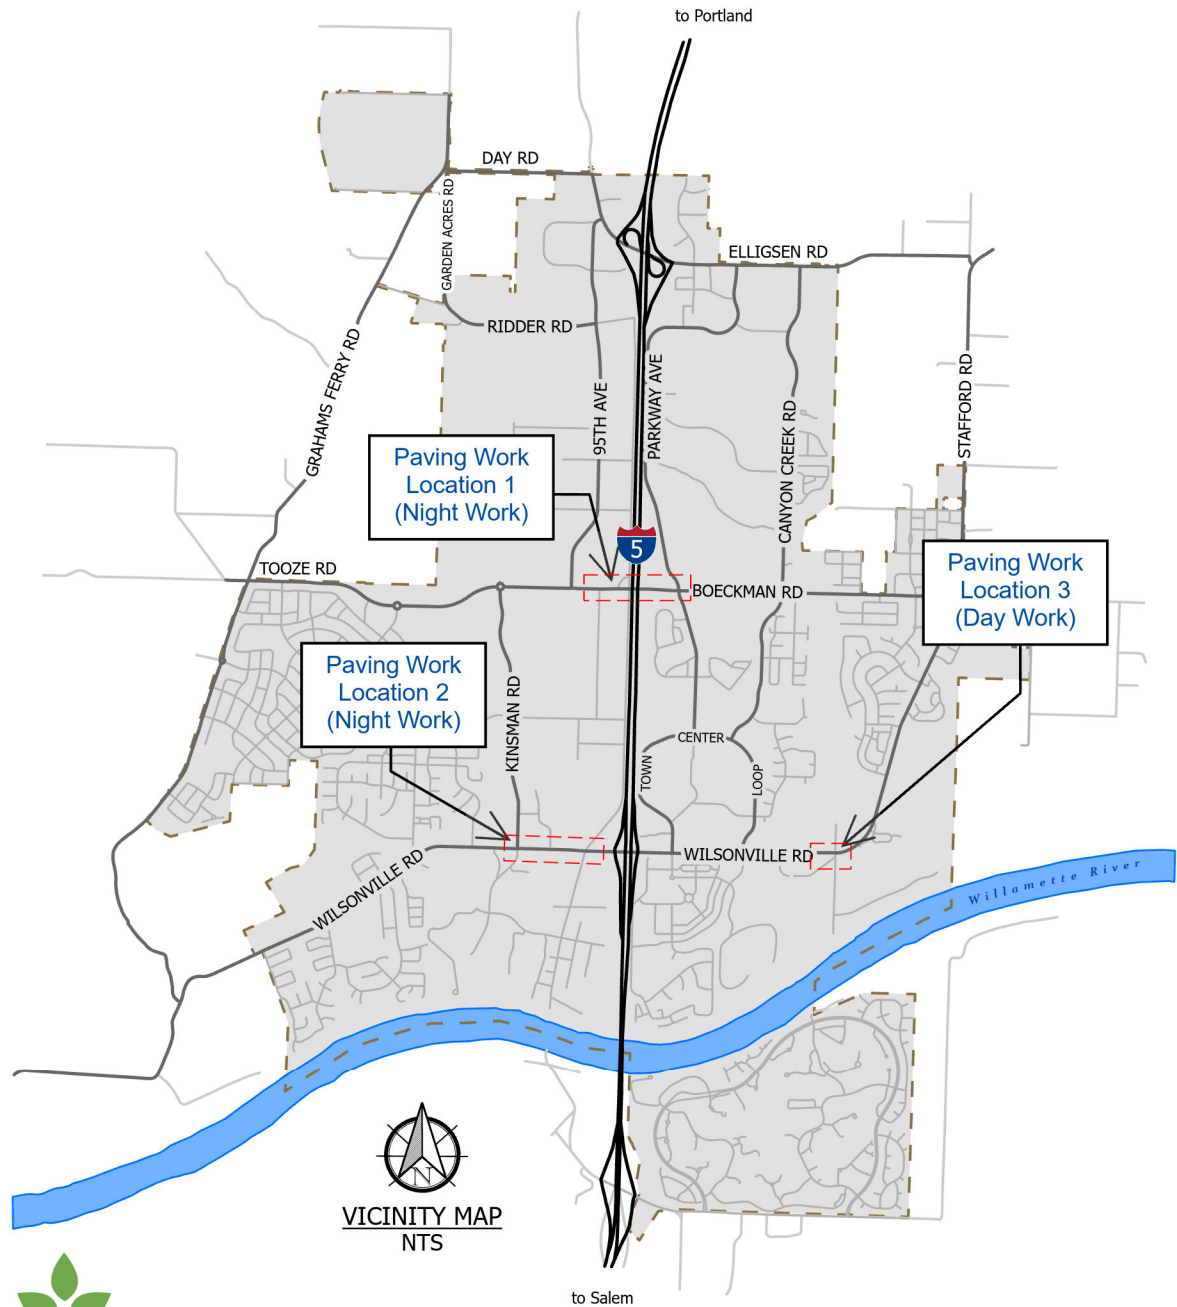 to Portland
DAY RD
GARDEN ACRES RD
ELLIGSEN RD
RIDDER RD
GRAHAMS FERRY RD
95TH AVE
PARKWAY AVE
CANYON CREEK RD
STAFFORD RD
Paving Work
Location 1
(Night Work)
5
TOOZE RD
BOECKMAN RD
Paving Work
Location 3
(Day Work)
Paving Work
Location 2
(Night Work)
KINSMAN RD
TOWN
CENTER
LOOP
WILSONVILLE RD
WILSONVILLE RD
Willamette River
N
VICINITY MAP
NTS
to Salem